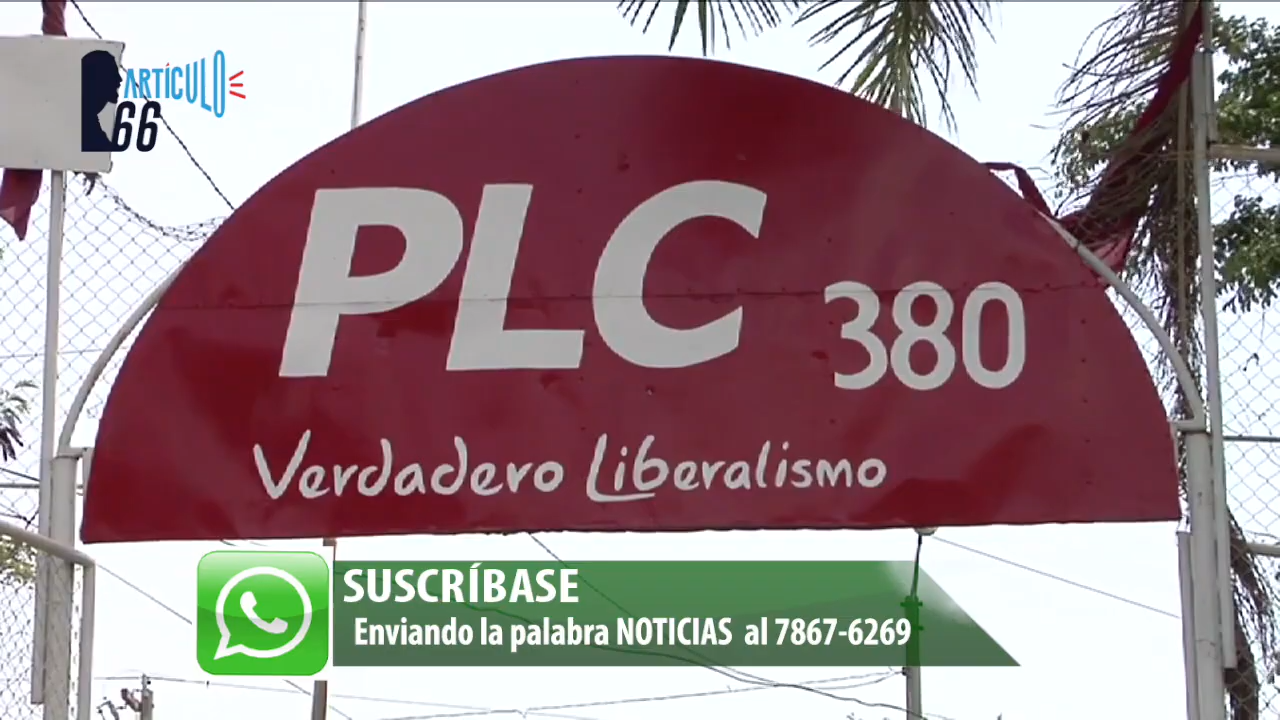 ARTÍCULO
66
PLC 380
Verdadero Liberalismo
SUSCRÍBASE
Enviando la palabra NOTICIAS al 7867-6269